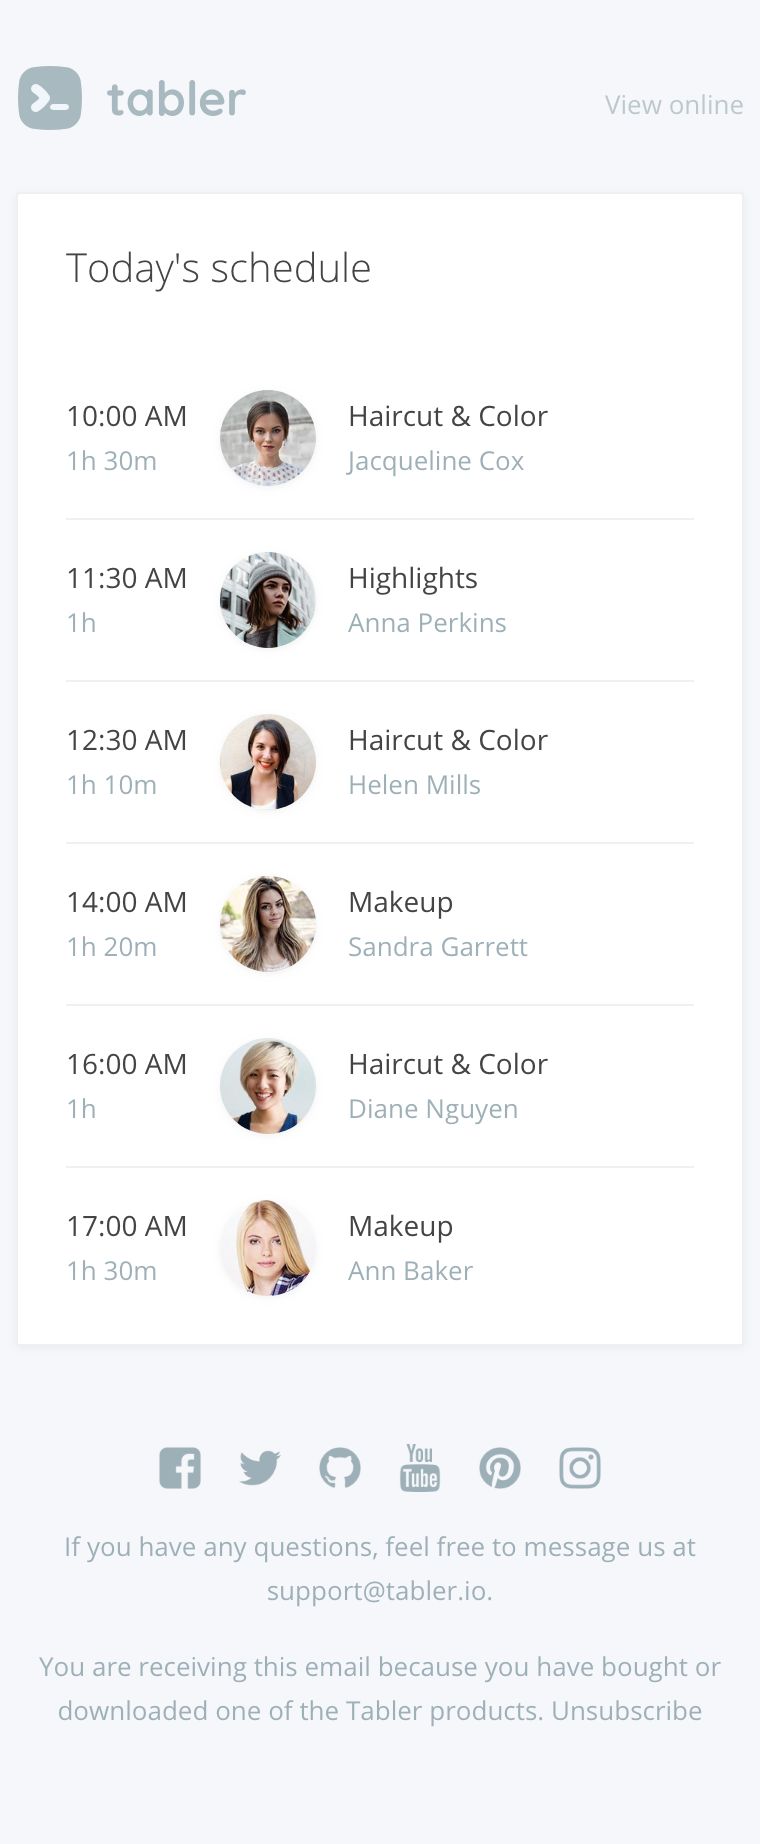 tabler
View online
Today's schedule
10:00 AM
Haircut & Color
1h 30m
Jacqueline Cox
11:30 AM
Highlights
1h
Anna Perkins
12:30 AM
Haircut & Color
1h 10m
Helen Mills
14:00 AM
Makeup
1h 20m
Sandra Garrett
16:00 AM
Haircut & Color
1h
Diane Nguyen
17:00 AM
Makeup
1h 30m
Ann Baker
You
Tube
If you have any questions, feel free to message us at
support@tabler.io.
You are receiving this email because you have bought or
downloaded one of the Tabler products. Unsubscribe